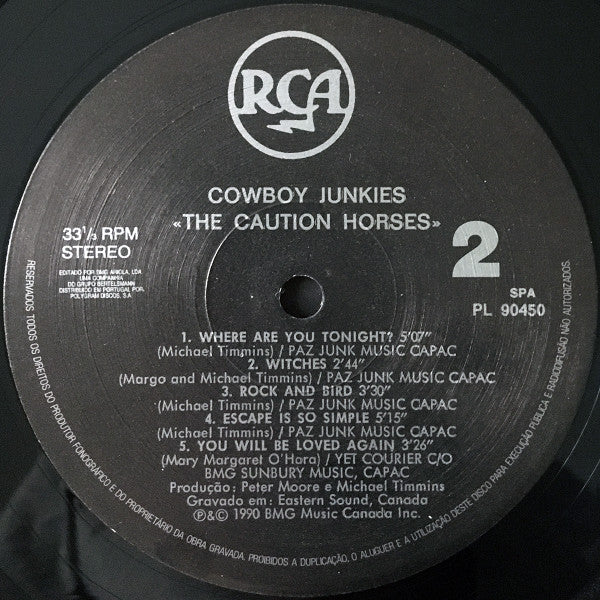 RCA
COWBOY JUNKIES
«THE CAUTION HORSES»
33⅓ RPM
STEREO
2
EDITADO POR BMG ARIOLA, LDA
UMA COMPANHIA
DO GRUPO BERTELSMANN
DISTRIBUIDO EM PORTUGAL POR:
POLYGRAM DISCOS, S.A
SPA
PL 90450
1. WHERE ARE YOU TONIGHT? 5'07"
(Michael Timmins) / PAZ JUNK MUSIC CAPAC
2. WITCHES 2'44"
(Margo and Michael Timmins) / PAZ JUNK MUSIC CAPAC
3. ROCK AND BIRD 3'30"
(Michael Timmins) / PAZ JUNK MUSIC CAPAC
4. ESCAPE IS SO SIMPLE 5'15"
(Michael Timmins) / PAZ JUNK MUSIC CAPAC
5. YOU WILL BE LOVED AGAIN 3'26"
(Mary Margaret O'Hara) / YET COURIER C/O
BMG SUNBURY MUSIC, CAPAC
Produção: Peter Moore e Michael Timmins
Gravado em: Eastern Sound, Canada
℗&© 1990 BMG Music Canada Inc.
RESERVADOS TODOS OS DIREITOS DO PRODUTOR FONOGRÁFICO E DO PROPRIETÁRIO DA OBRA GRAVADA. PROIBIDOS A DUPLICAÇÃO, O ALUGUER E A UTILIZAÇÃO DESTE DISCO PARA EXECUÇÃO PÚBLICA E RADIODIFUSÃO NÃO AUTORIZADOS.